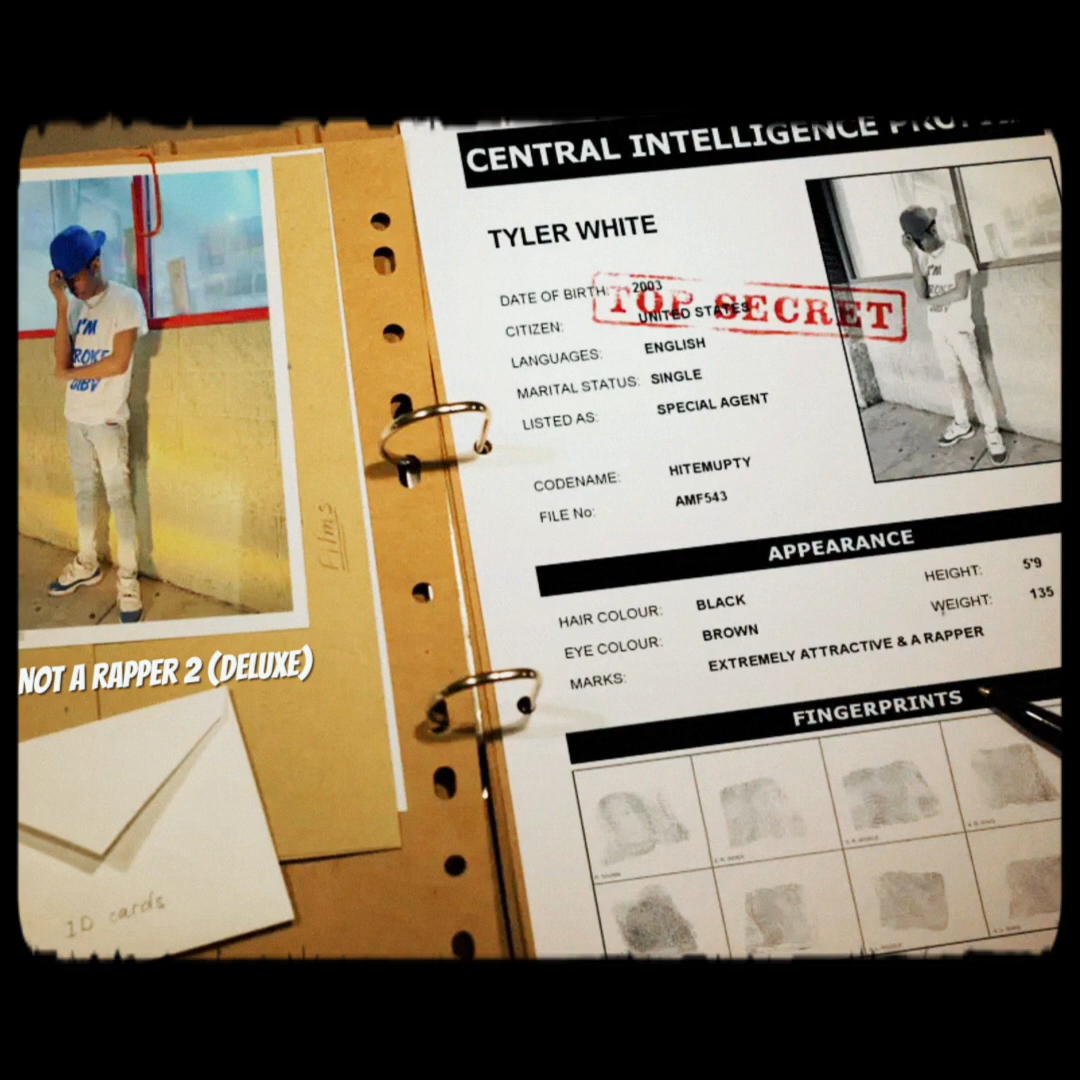 I'M
BROKE
BABY
Films
NOT A RAPPER 2 (DELUXE)
ID cards
CENTRAL INTELLIGENCE
TYLER WHITE
TOP SECRET
DATE OF BIRTH: 2003
CITIZEN: UNITED STATES
LANGUAGES: ENGLISH
MARITAL STATUS: SINGLE
LISTED AS: SPECIAL AGENT
CODENAME: HITEMUPTY
FILE No: AMF543
I'M
APPEARANCE
HAIR COLOUR: BLACK HEIGHT: 5'9
EYE COLOUR: BROWN WEIGHT: 135
MARKS: EXTREMELY ATTRACTIVE & A RAPPER
FINGERPRINTS